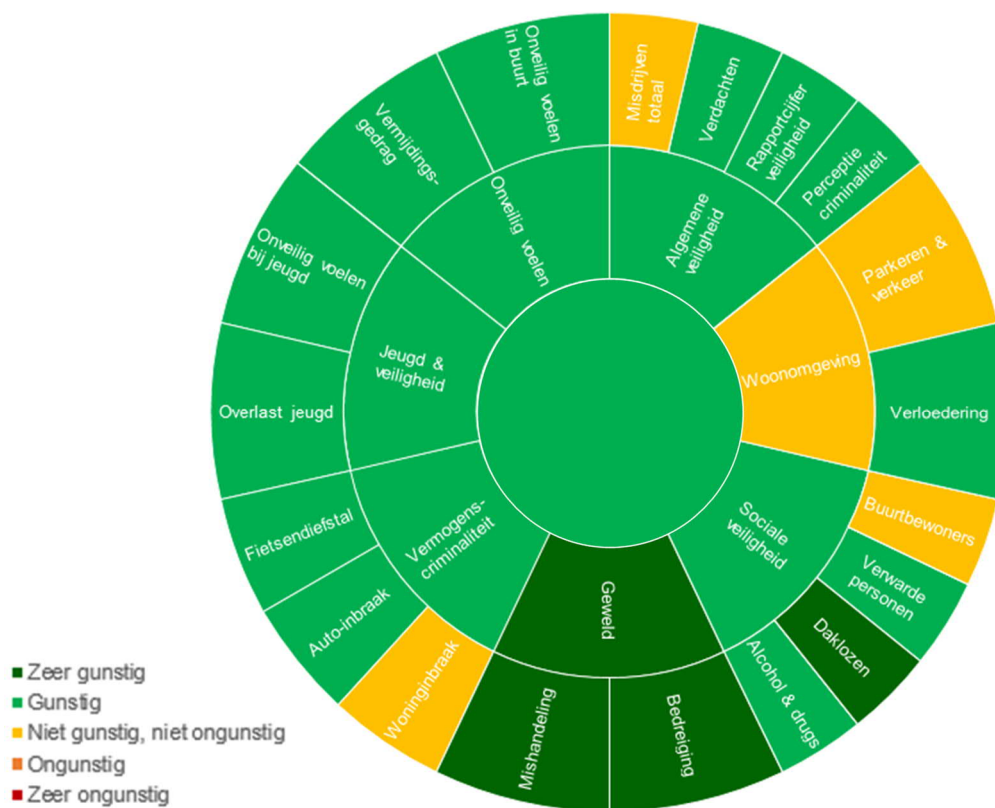 Misdrijven
totaal
Verdachten
Rapportcijfer
veiligheid
Perceptie
criminaliteit
Parkeren &
verkeer
Verloedering
Buurtbewoners
Verwarde
personen
Daklozen
Alcohol & drugs
Bedreiging
Mishandeling
Woninginbraak
Auto-inbraak
Fietsendiefstal
Overlast jeugd
Onveilig voelen
bij jeugd
Vermijdings-
gedrag
Onveilig voelen
in buurt
Algemene
veiligheid
Woonomgeving
Sociale
veiligheid
Geweld
Vermogens-
criminaliteit
Jeugd &
veiligheid
Onveilig voelen
Zeer gunstig
Gunstig
Niet gunstig, niet ongunstig
Ongunstig
Zeer ongunstig